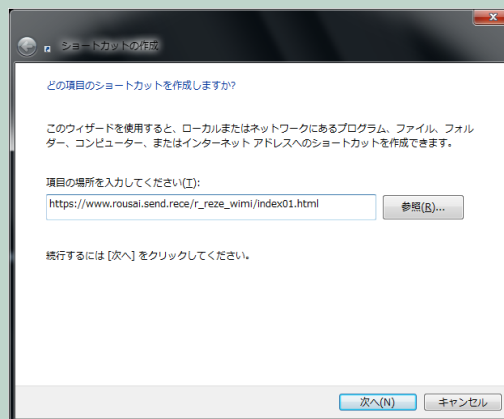 ショートカットの作成
どの項目のショートカットを作成しますか?
このウィザードを使用すると、ローカルまたはネットワークにあるプログラム、ファイル、フォル
ダー、コンピューター、またはインターネット アドレスへのショートカットを作成できます。
項目の場所を入力してください(T):
https://www.rousai.send.rece/r_reze_wimi/index01.html
参照(R)...
続行するには [次へ] をクリックしてください。
次へ(N)
キャンセル